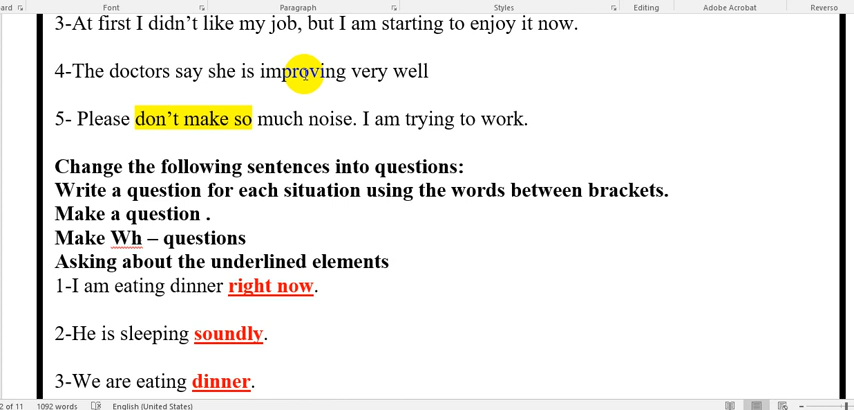 ard Font Paragraph Styles Editing Adobe Acrobat Reverso
3-At first I didn’t like my job, but I am starting to enjoy it now.
4-The doctors say she is improving very well
5- Please don’t make so much noise. I am trying to work.
Change the following sentences into questions:
Write a question for each situation using the words between brackets.
Make a question .
Make Wh – questions
Asking about the underlined elements
1-I am eating dinner right now.
2-He is sleeping soundly.
3-We are eating dinner.
2 of 11 1092 words English (United States)